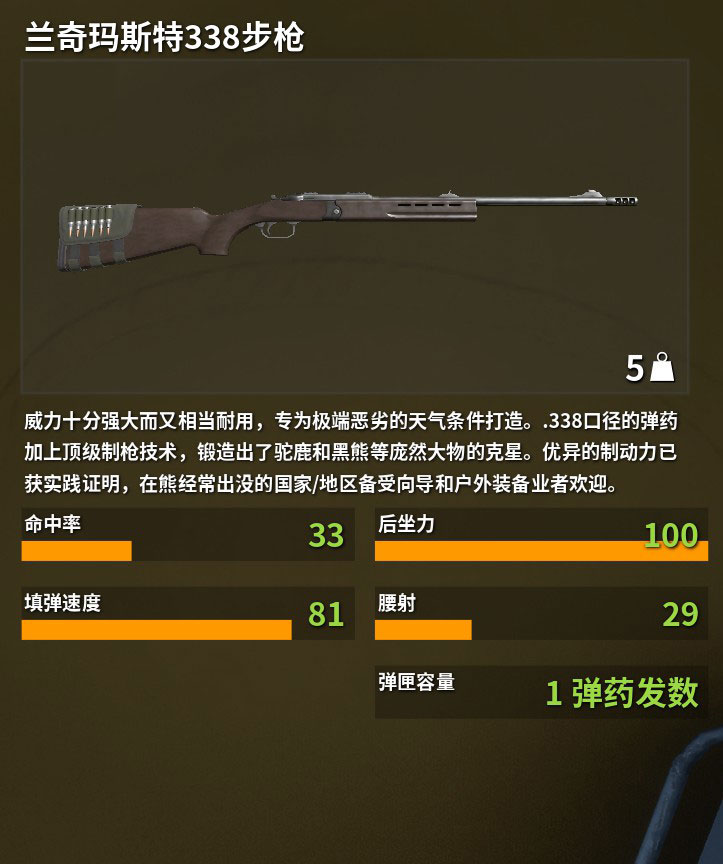 兰奇玛斯特338步枪
5
威力十分强大而又相当耐用，专为极端恶劣的天气条件打造。.338口径的弹药
加上顶级制枪技术，锻造出了驼鹿和黑熊等庞然大物的克星。优异的制动力已
获实践证明，在熊经常出没的国家/地区备受向导和户外装备业者欢迎。
命中率 33
后坐力 100
填弹速度 81
腰射 29
弹匣容量 1 弹药发数